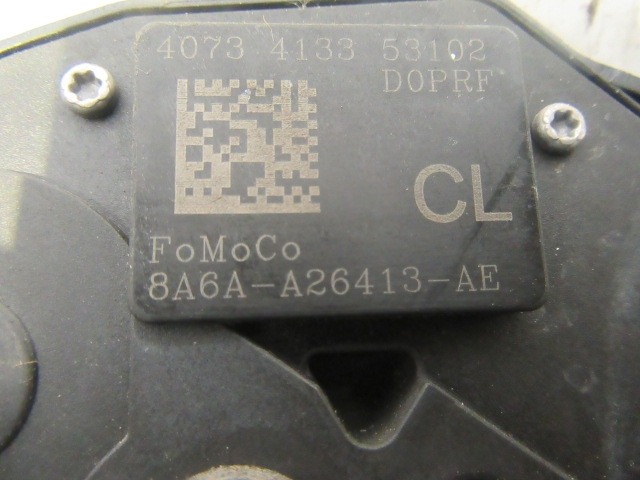 4073 4133 53102
D0PRF
CL
FoMoCo
8A6A-A26413-AE